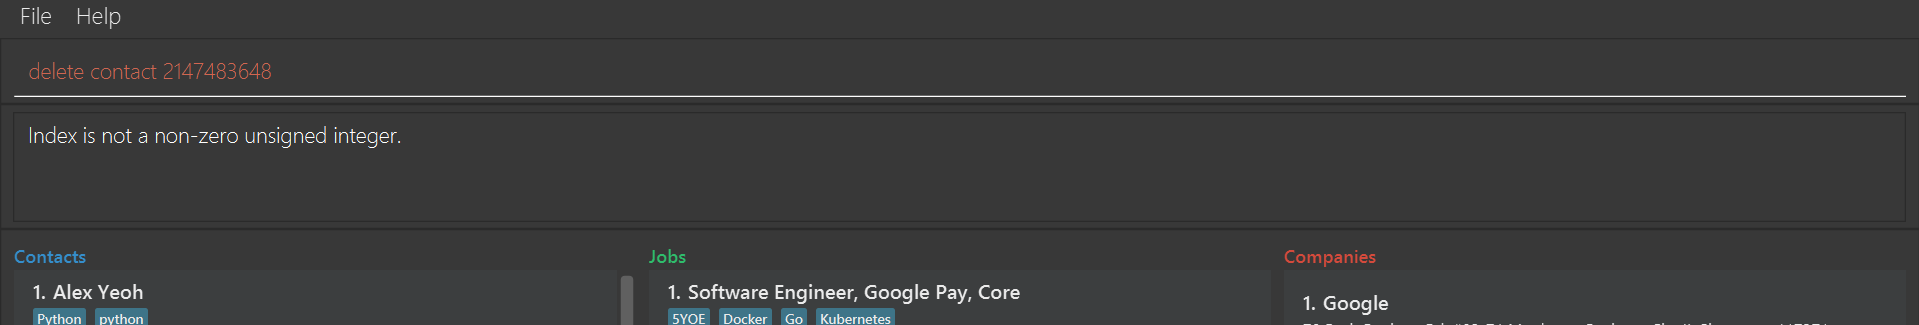 File Help
delete contact 2147483648
Index is not a non-zero unsigned integer.
Contacts
1. Alex Yeoh
Python python
Jobs
1. Software Engineer, Google Pay, Core
5YOE Docker Go Kubernetes
Companies
1. Google